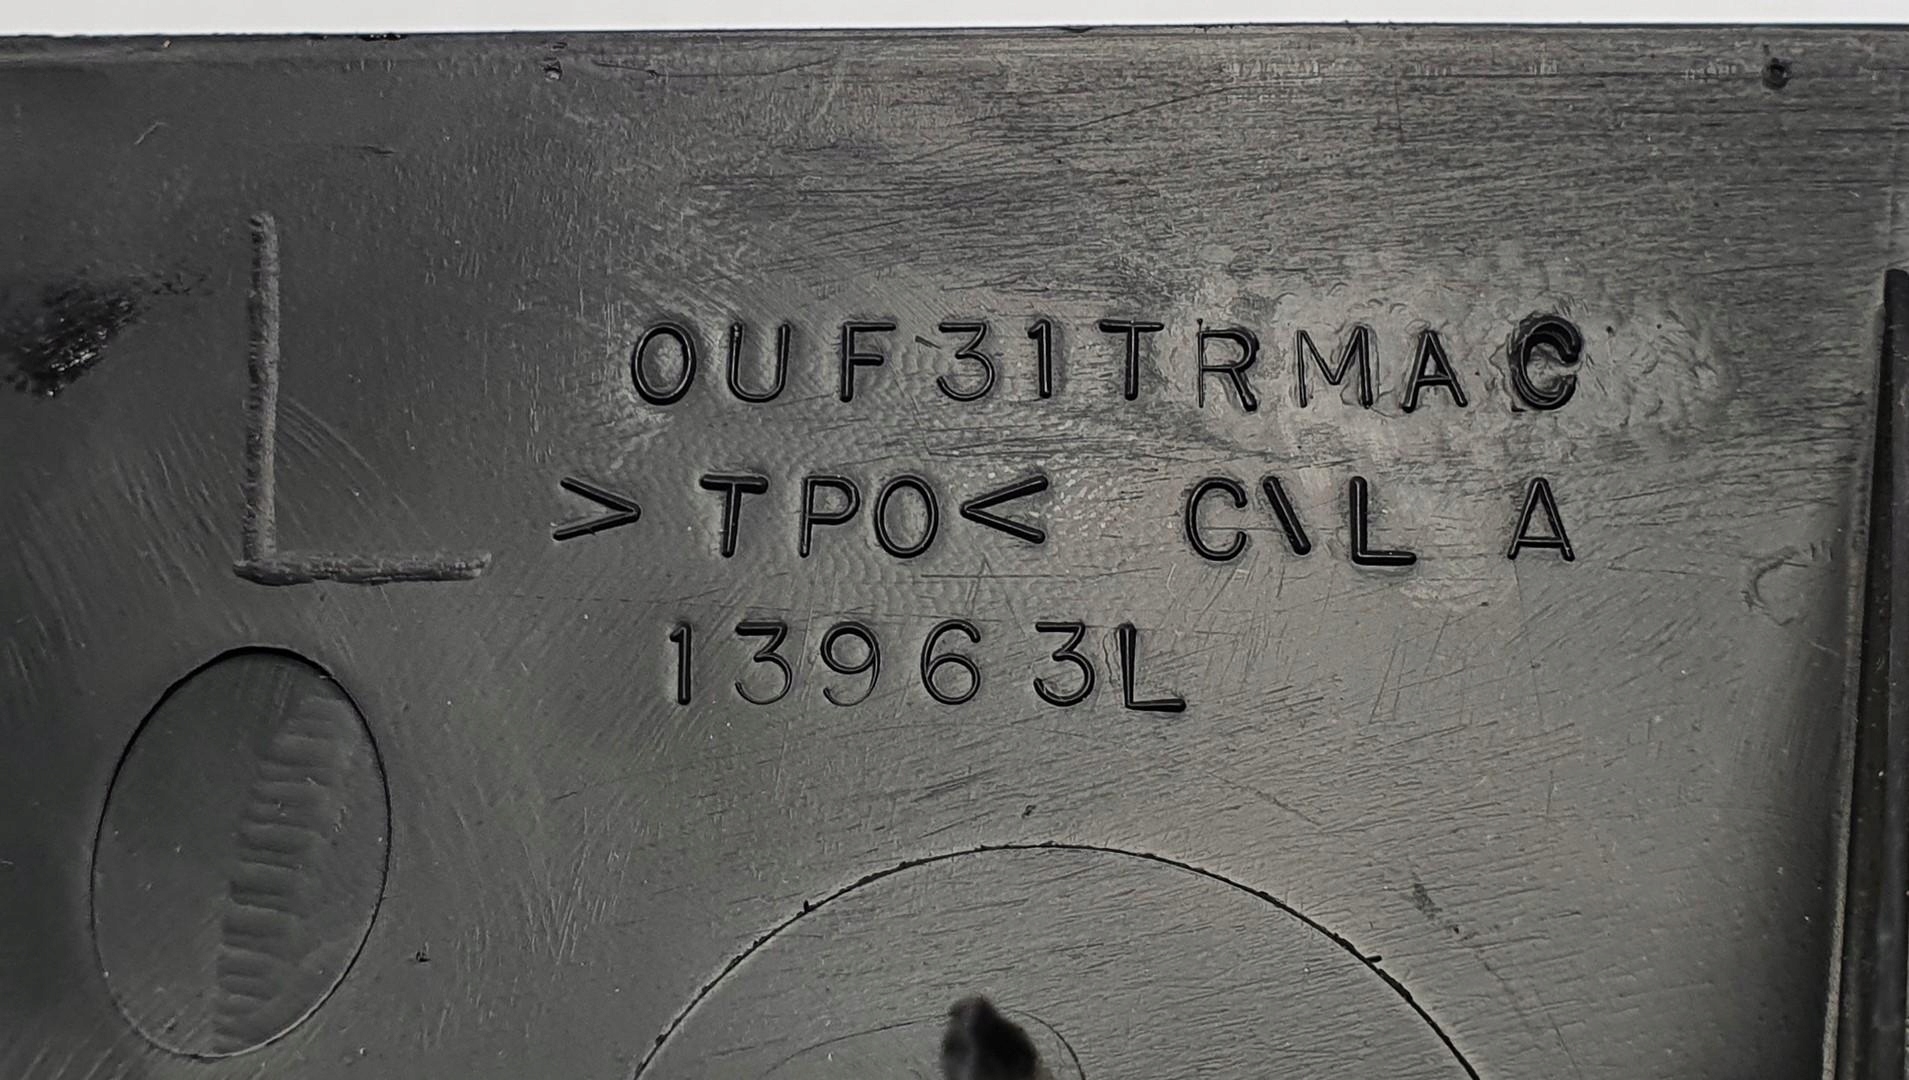 L
0UF31TRMAC
>TPO< C\L A
13963L